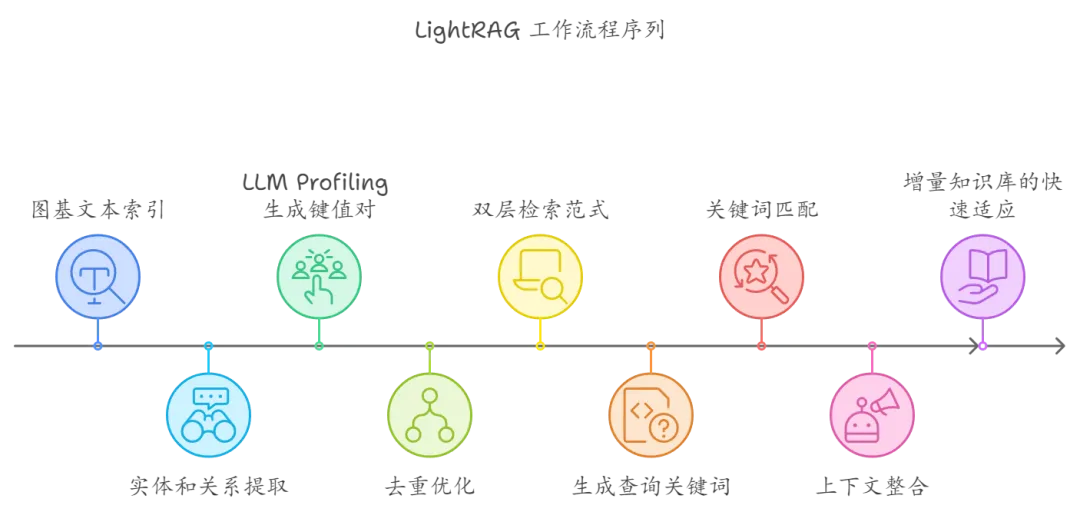 LightRAG 工作流程序列
图基文本索引
LLM Profiling
生成键值对
双层检索范式
关键词匹配
增量知识库的快
速适应
实体和关系提取
去重优化
生成查询关键词
上下文整合